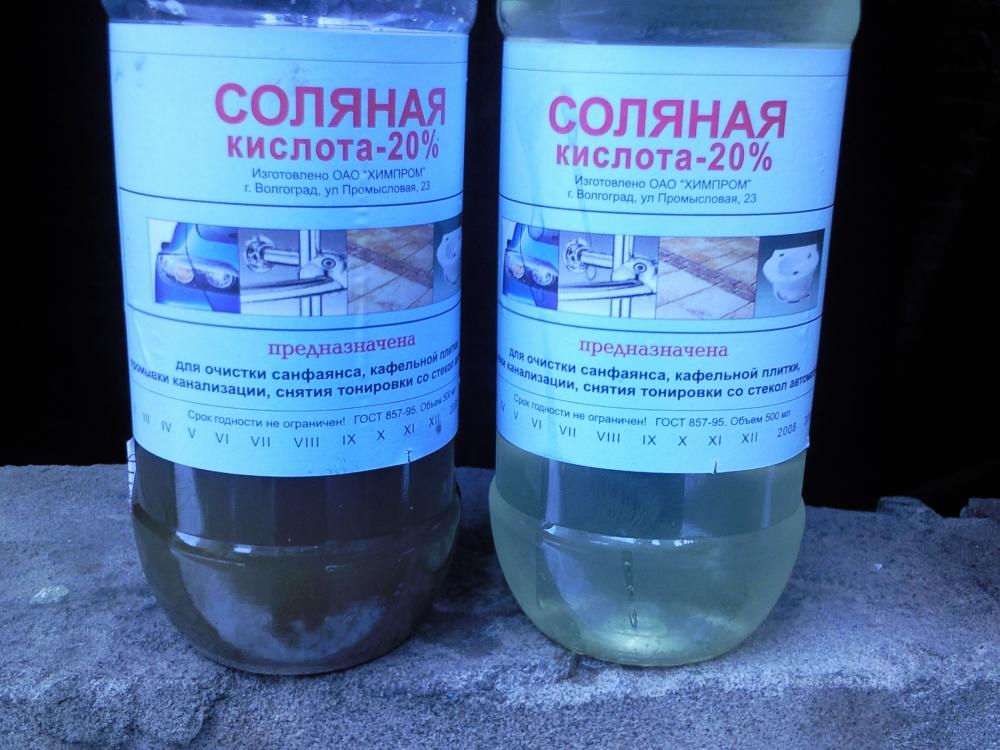 СОЛЯНАЯ
кислота-20%
Изготовлено ОАО "ХИМПРОМ"
г. Волгоград, ул Промысловая, 23
предназначена
для очистки санфаянса, кафельной плитки,
промывки канализации, снятия тонировки со стекол
Срок годности не ограничен! ГОСТ 857-95. Объем 500 мл
III IV V VI VII VIII IX X XI XII
СОЛЯНАЯ
кислота-20%
Изготовлено ОАО "ХИМПРОМ"
г. Волгоград, ул Промысловая, 23
предназначена
для очистки санфаянса, кафельной плитки,
канализации, снятия тонировки со стекол
Срок годности не ограничен! ГОСТ 857-95. Объем 500 мл
IV V VI VII VIII IX X XI XII 2008